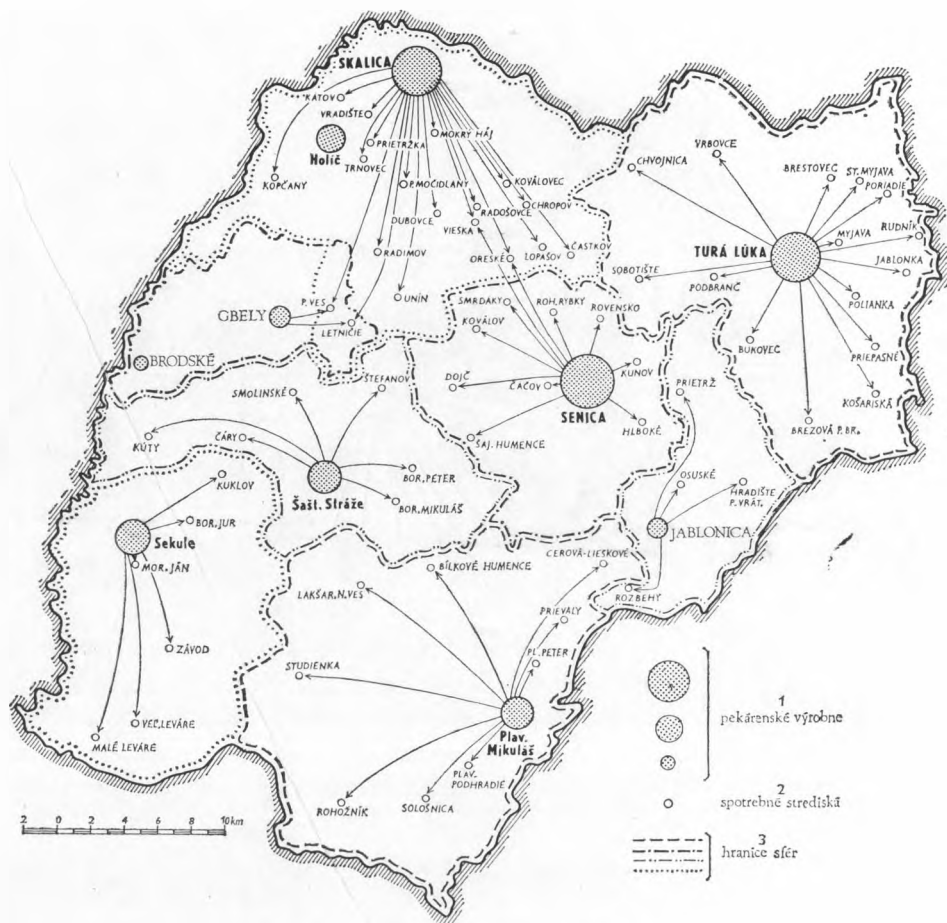 SKALICA
KÁTOV
VRADIŠTE
Holíč
PRIETRŽKA
MOKRÝ HÁJ
TRNOVEC
KOPČANY
P.MOČIDĽANY
KOVÁLOVEC
CHROPOV
DUBOVCE
RADOŠOVCE
VIEŠKA
ČASTKOV
LOPAŠOV
ORESKÉ
RADIMOV
UNÍN
P. VES
LETNIČIE
GBELY
BRODSKÉ
CHVOJNICA
VRBOVCE
BRESTOVEC
ST. MYJAVA
PORIADIE
RUDNÍK
MYJAVA
TURÁ LÚKA
JABLONKA
SOBOTIŠTE
PODBRANČ
POLIANKA
BUKOVEC
PRIEPASNÉ
KOŠARISKÁ
BREZOVÁ P. BR.
SMRDÁKY
ROH. RYBKY
ROVENSKO
KOVÁLOV
DOJČ
ČÁČOV
KUNOV
SENICA
HLBOKÉ
ŠAJ. HUMENCE
PRIETRŽ
OSUSKÉ
HRADIŠTE
P. VRÁT.
JABLONICA
ROZBEHY
CEROVÁ-LIESKOVÉ
SMOLINSKÉ
ŠTEFANOV
KÚTY
ČÁRY
BOR. PETER
Šašt. Stráže
BOR. MIKULÁŠ
KUKLOV
BOR. JUR
Sekule
MOR. JÁN
ZÁVOD
VEĽ. LEVÁRE
MALÉ LEVÁRE
BÍLKOVÉ HUMENCE
LAKŠAR. N. VES
PRIEVALY
PL. PETER
STUDIENKA
Plav.
Mikuláš
PLAV.
PODHRADIE
ROHOŽNÍK
SOLOŠNICA
1
pekárenské výrobne
2
spotrebné strediská
3
hranice sfér
2 0 2 4 6 8 10km